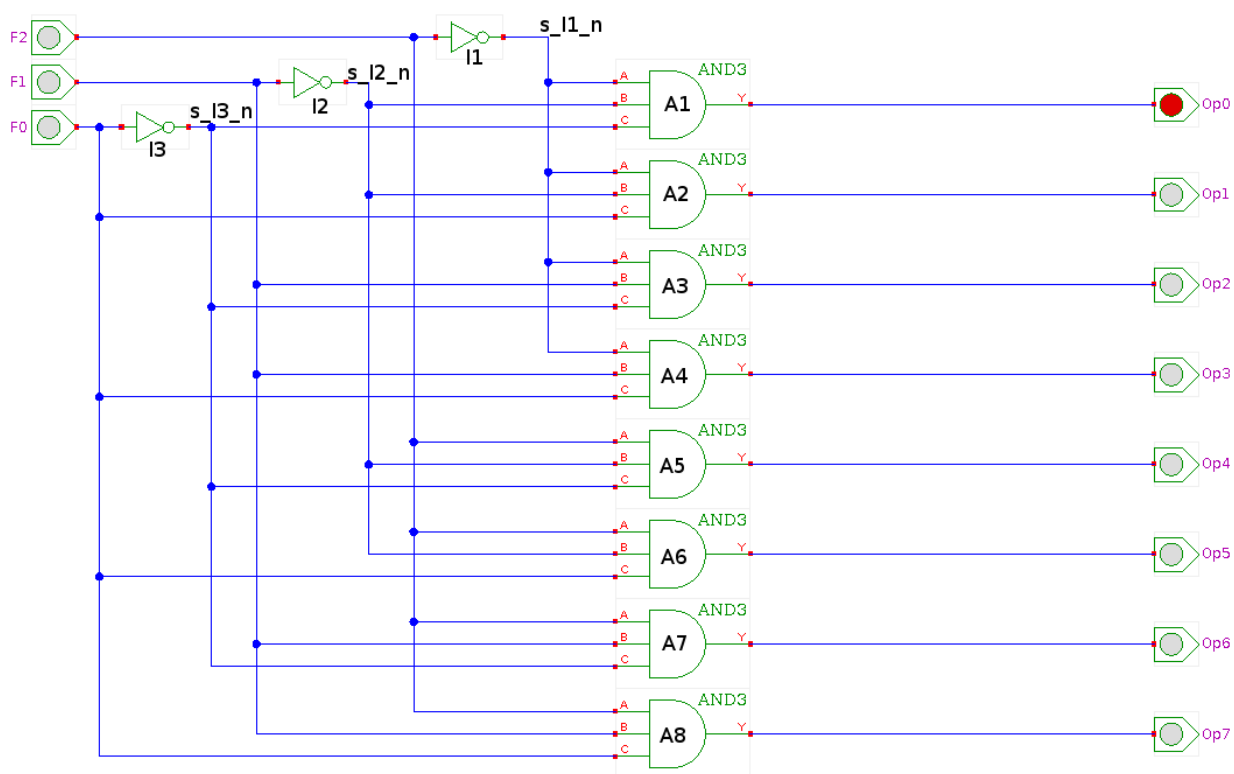 F2
s_I1_n
I1
F1
s_I2_n
I2
F0
s_I3_n
I3
AND3
A
B
C
A1
Y
Op0
AND3
A
B
C
A2
Y
Op1
AND3
A
B
C
A3
Y
Op2
AND3
A
B
C
A4
Y
Op3
AND3
A
B
C
A5
Y
Op4
AND3
A
B
C
A6
Y
Op5
AND3
A
B
C
A7
Y
Op6
AND3
A
B
C
A8
Y
Op7